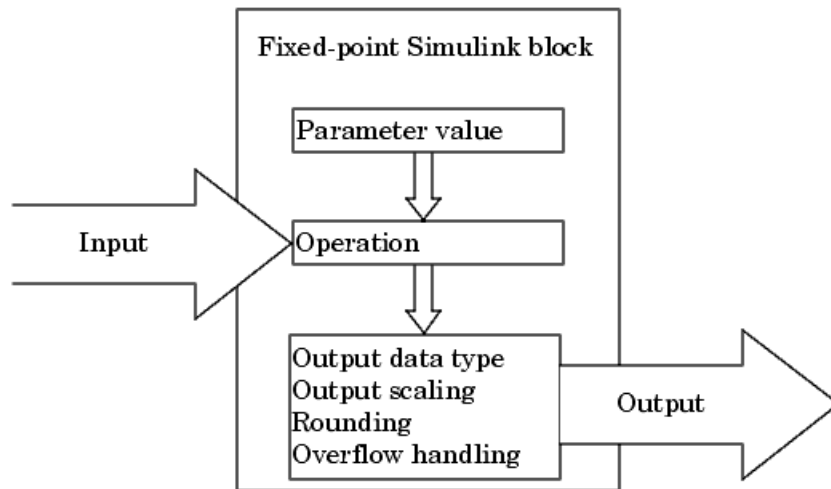 Fixed-point Simulink block
Parameter value
Input
Operation
Output data type
Output scaling
Rounding
Overflow handling
Output